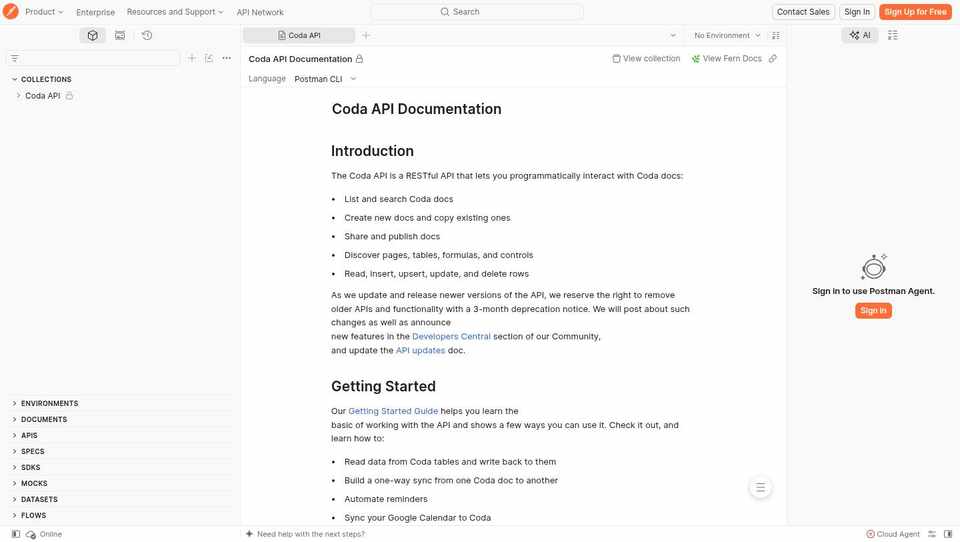 Product
Enterprise
Resources and Support
API Network
Search
Contact Sales
Sign In
Sign Up for Free
Coda API
No Environment
AI
Coda API Documentation
View collection
View Fern Docs
Language
Postman CLI
COLLECTIONS
Coda API
ENVIRONMENTS
DOCUMENTS
APIS
SPECS
SDKS
MOCKS
DATASETS
FLOWS
Coda API Documentation
Introduction
The Coda API is a RESTful API that lets you programmatically interact with Coda docs:
• List and search Coda docs
• Create new docs and copy existing ones
• Share and publish docs
• Discover pages, tables, formulas, and controls
• Read, insert, upsert, update, and delete rows
As we update and release newer versions of the API, we reserve the right to remove
older APIs and functionality with a 3-month deprecation notice. We will post about such
changes as well as announce
new features in the Developers Central section of our Community,
and update the API updates doc.
Getting Started
Our Getting Started Guide helps you learn the
basic of working with the API and shows a few ways you can use it. Check it out, and
learn how to:
• Read data from Coda tables and write back to them
• Build a one-way sync from one Coda doc to another
• Automate reminders
• Sync your Google Calendar to Coda
Sign in to use Postman Agent.
Sign in
Online
Need help with the next steps?
Cloud Agent